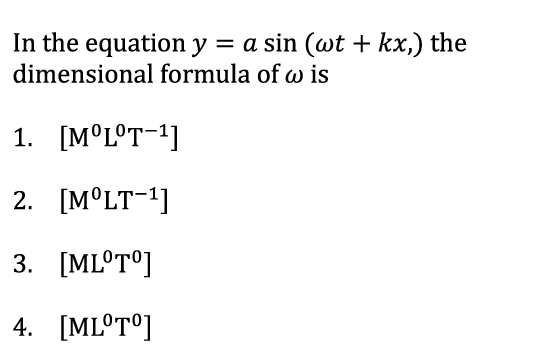 In the equation y = a sin (ωt + kx,) the
dimensional formula of ω is
1. [M⁰L⁰T⁻¹]
2. [M⁰LT⁻¹]
3. [ML⁰T⁰]
4. [ML⁰T⁰]